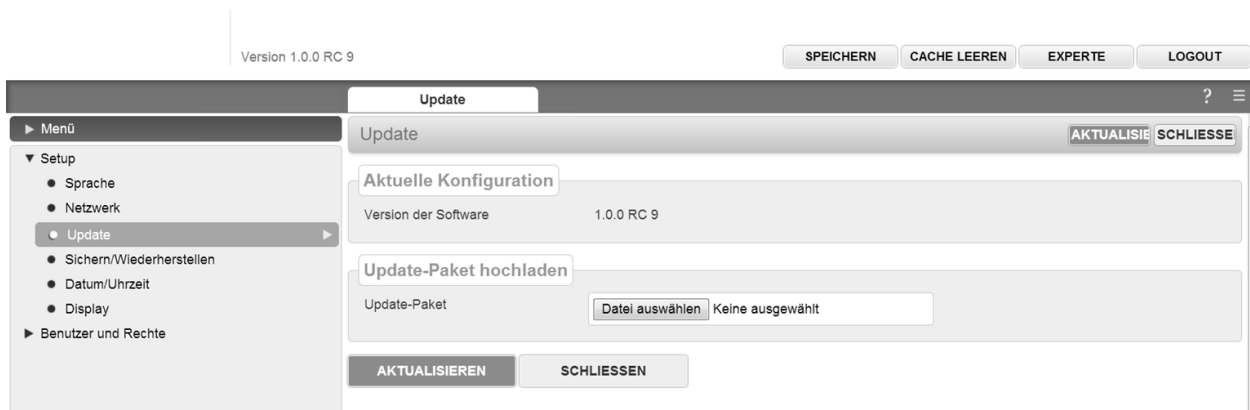 Version 1.0.0 RC 9
SPEICHERN
CACHE LEEREN
EXPERTE
LOGOUT
Update
?
Menü
Setup
Sprache
Netzwerk
Update
Sichern/Wiederherstellen
Datum/Uhrzeit
Display
Benutzer und Rechte
Update
AKTUALISIE
SCHLIESSE
Aktuelle Konfiguration
Version der Software 1.0.0 RC 9
Update-Paket hochladen
Update-Paket Datei auswählen Keine ausgewählt
AKTUALISIEREN
SCHLIESSEN